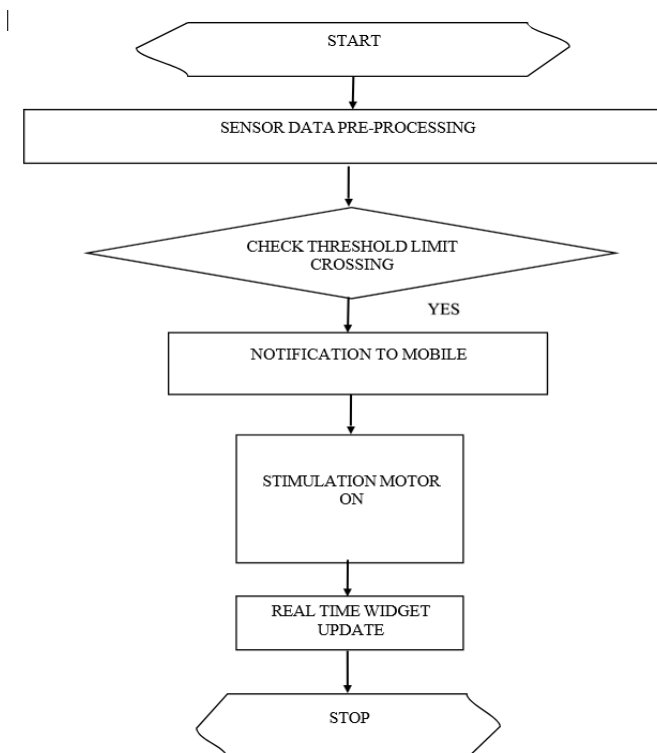 START
SENSOR DATA PRE-PROCESSING
CHECK THRESHOLD LIMIT
CROSSING
YES
NOTIFICATION TO MOBILE
STIMULATION MOTOR
ON
REAL TIME WIDGET
UPDATE
STOP